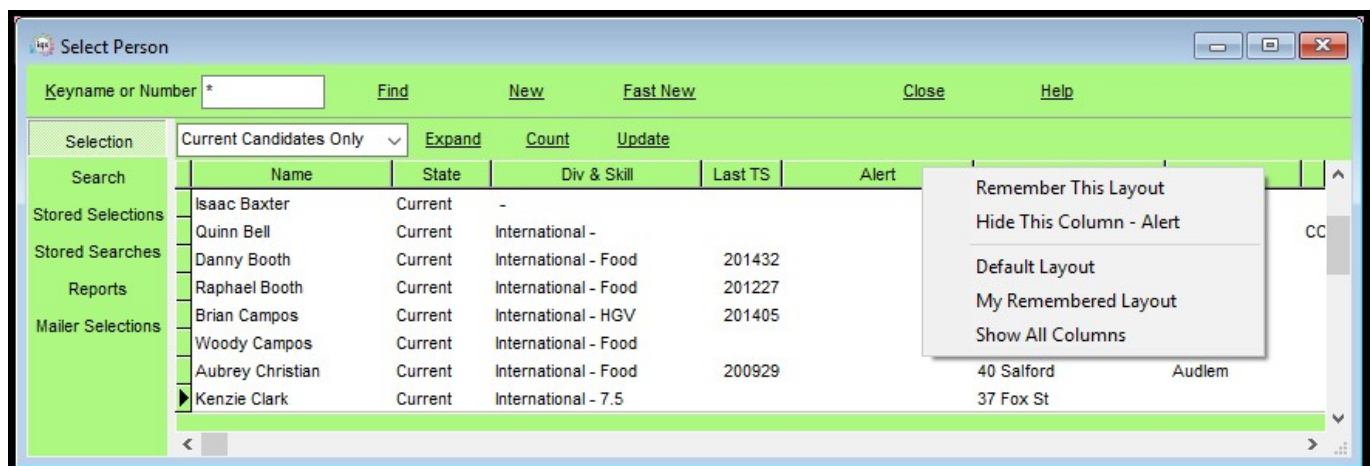 Select Person
Keyname or Number * Find New Fast New Close Help
Selection Current Candidates Only Expand Count Update
Search Name State Div & Skill Last TS Alert
Stored Selections
Stored Searches
Reports
Mailer Selections
Isaac Baxter Current -
Quinn Bell Current International - CC
Danny Booth Current International - Food 201432
Raphael Booth Current International - Food 201227
Brian Campos Current International - HGV 201405
Woody Campos Current International - Food
Aubrey Christian Current International - Food 200929 40 Salford Audlem
Kenzie Clark Current International - 7.5 37 Fox St
Remember This Layout
Hide This Column - Alert
Default Layout
My Remembered Layout
Show All Columns